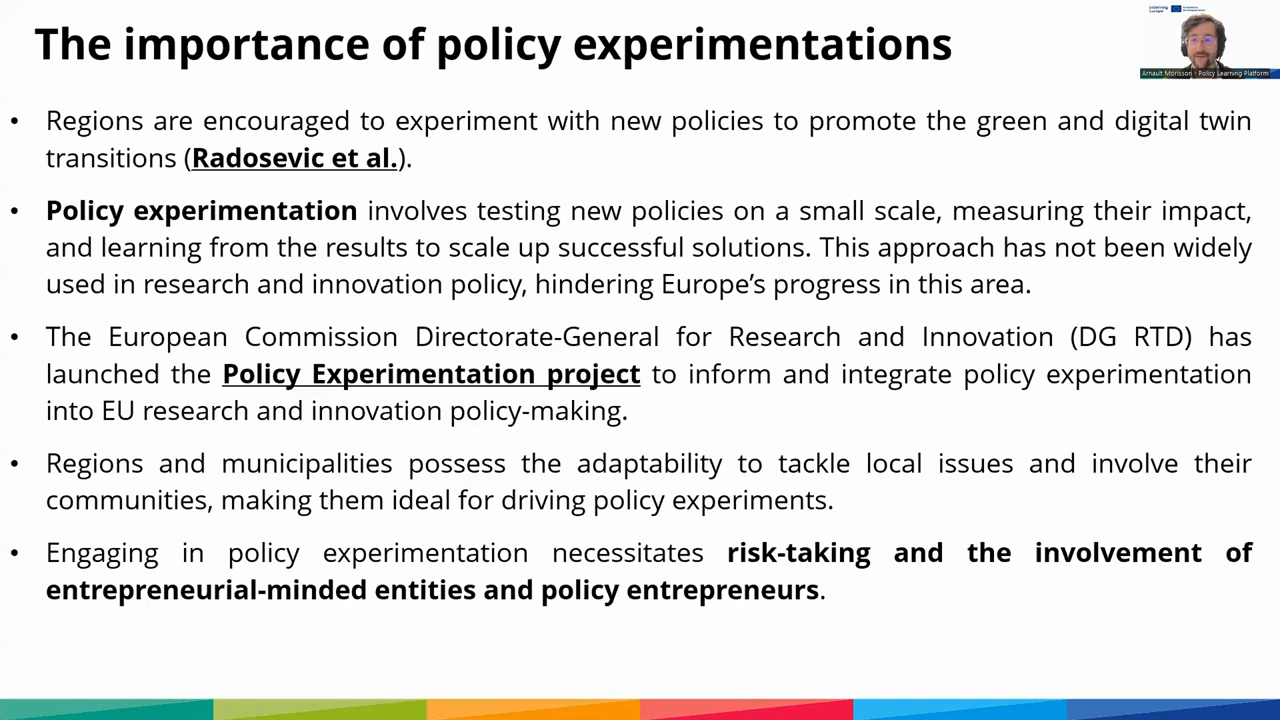 The importance of policy experimentations
Interreg
Europe
Arnault Morisson - Policy Learning Platform
• Regions are encouraged to experiment with new policies to promote the green and digital twin
transitions (Radosevic et al.).
• Policy experimentation involves testing new policies on a small scale, measuring their impact,
and learning from the results to scale up successful solutions. This approach has not been widely
used in research and innovation policy, hindering Europe’s progress in this area.
• The European Commission Directorate-General for Research and Innovation (DG RTD) has
launched the Policy Experimentation project to inform and integrate policy experimentation
into EU research and innovation policy-making.
• Regions and municipalities possess the adaptability to tackle local issues and involve their
communities, making them ideal for driving policy experiments.
• Engaging in policy experimentation necessitates risk-taking and the involvement of
entrepreneurial-minded entities and policy entrepreneurs.